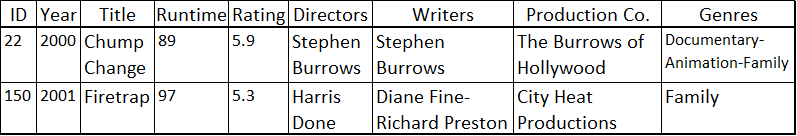 ID Year Title Runtime Rating Directors Writers Production Co. Genres
22 2000 Chump Change 89 5.9 Stephen Burrows Stephen Burrows The Burrows of Hollywood Documentary-Animation-Family
150 2001 Firetrap 97 5.3 Harris Done Diane Fine-Richard Preston City Heat Productions Family